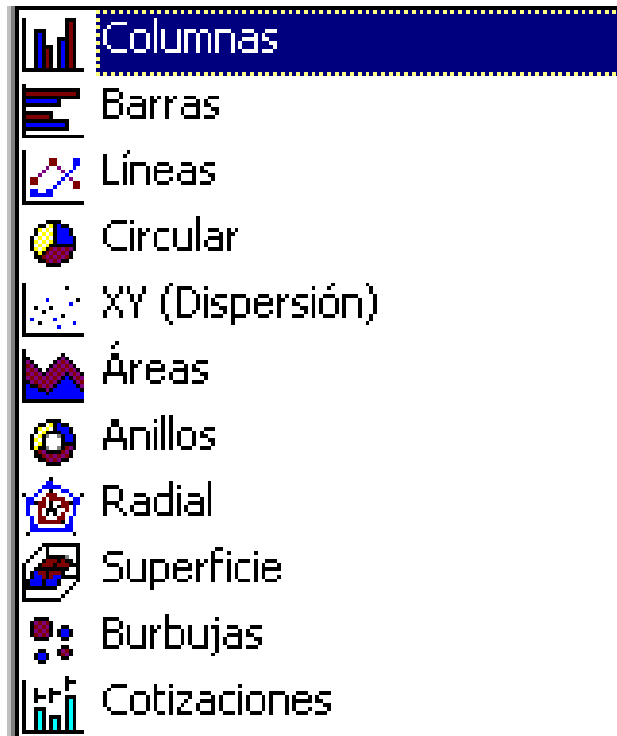 Columnas
Barras
Líneas
Circular
XY (Dispersión)
Áreas
Anillos
Radial
Superficie
Burbujas
Cotizaciones